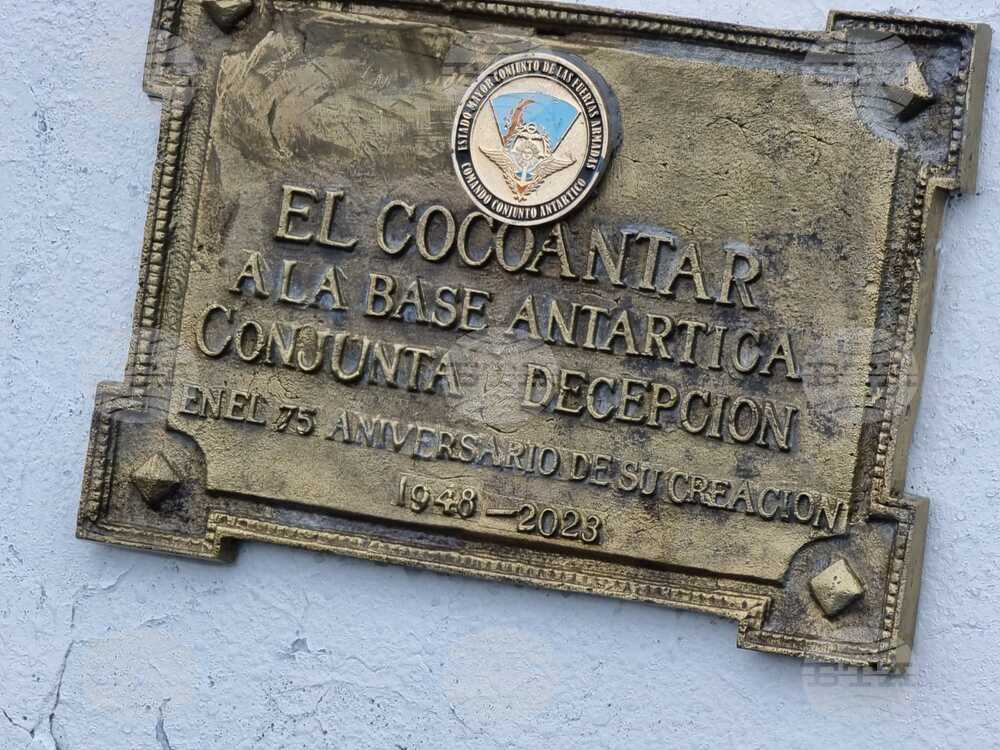 ESTADO MAYOR CONJUNTO DE LAS FUERZAS ARMADAS
COMANDO CONJUNTO ANTARTICO
EL COCOANTAR
A LA BASE ANTARTICA
CONJUNTA DECEPCION
EN EL 75 ANIVERSARIO DE SU CREACION
1948-2023
BTA